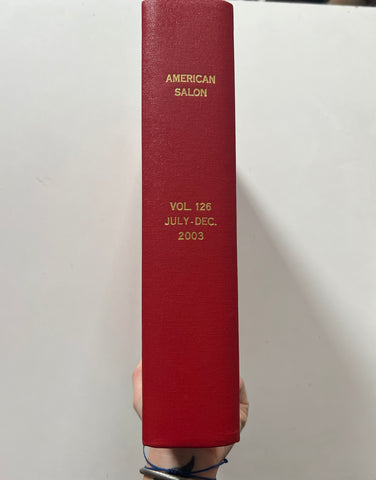 AMERICAN
SALON
VOL. 126
JULY-DEC.
2003